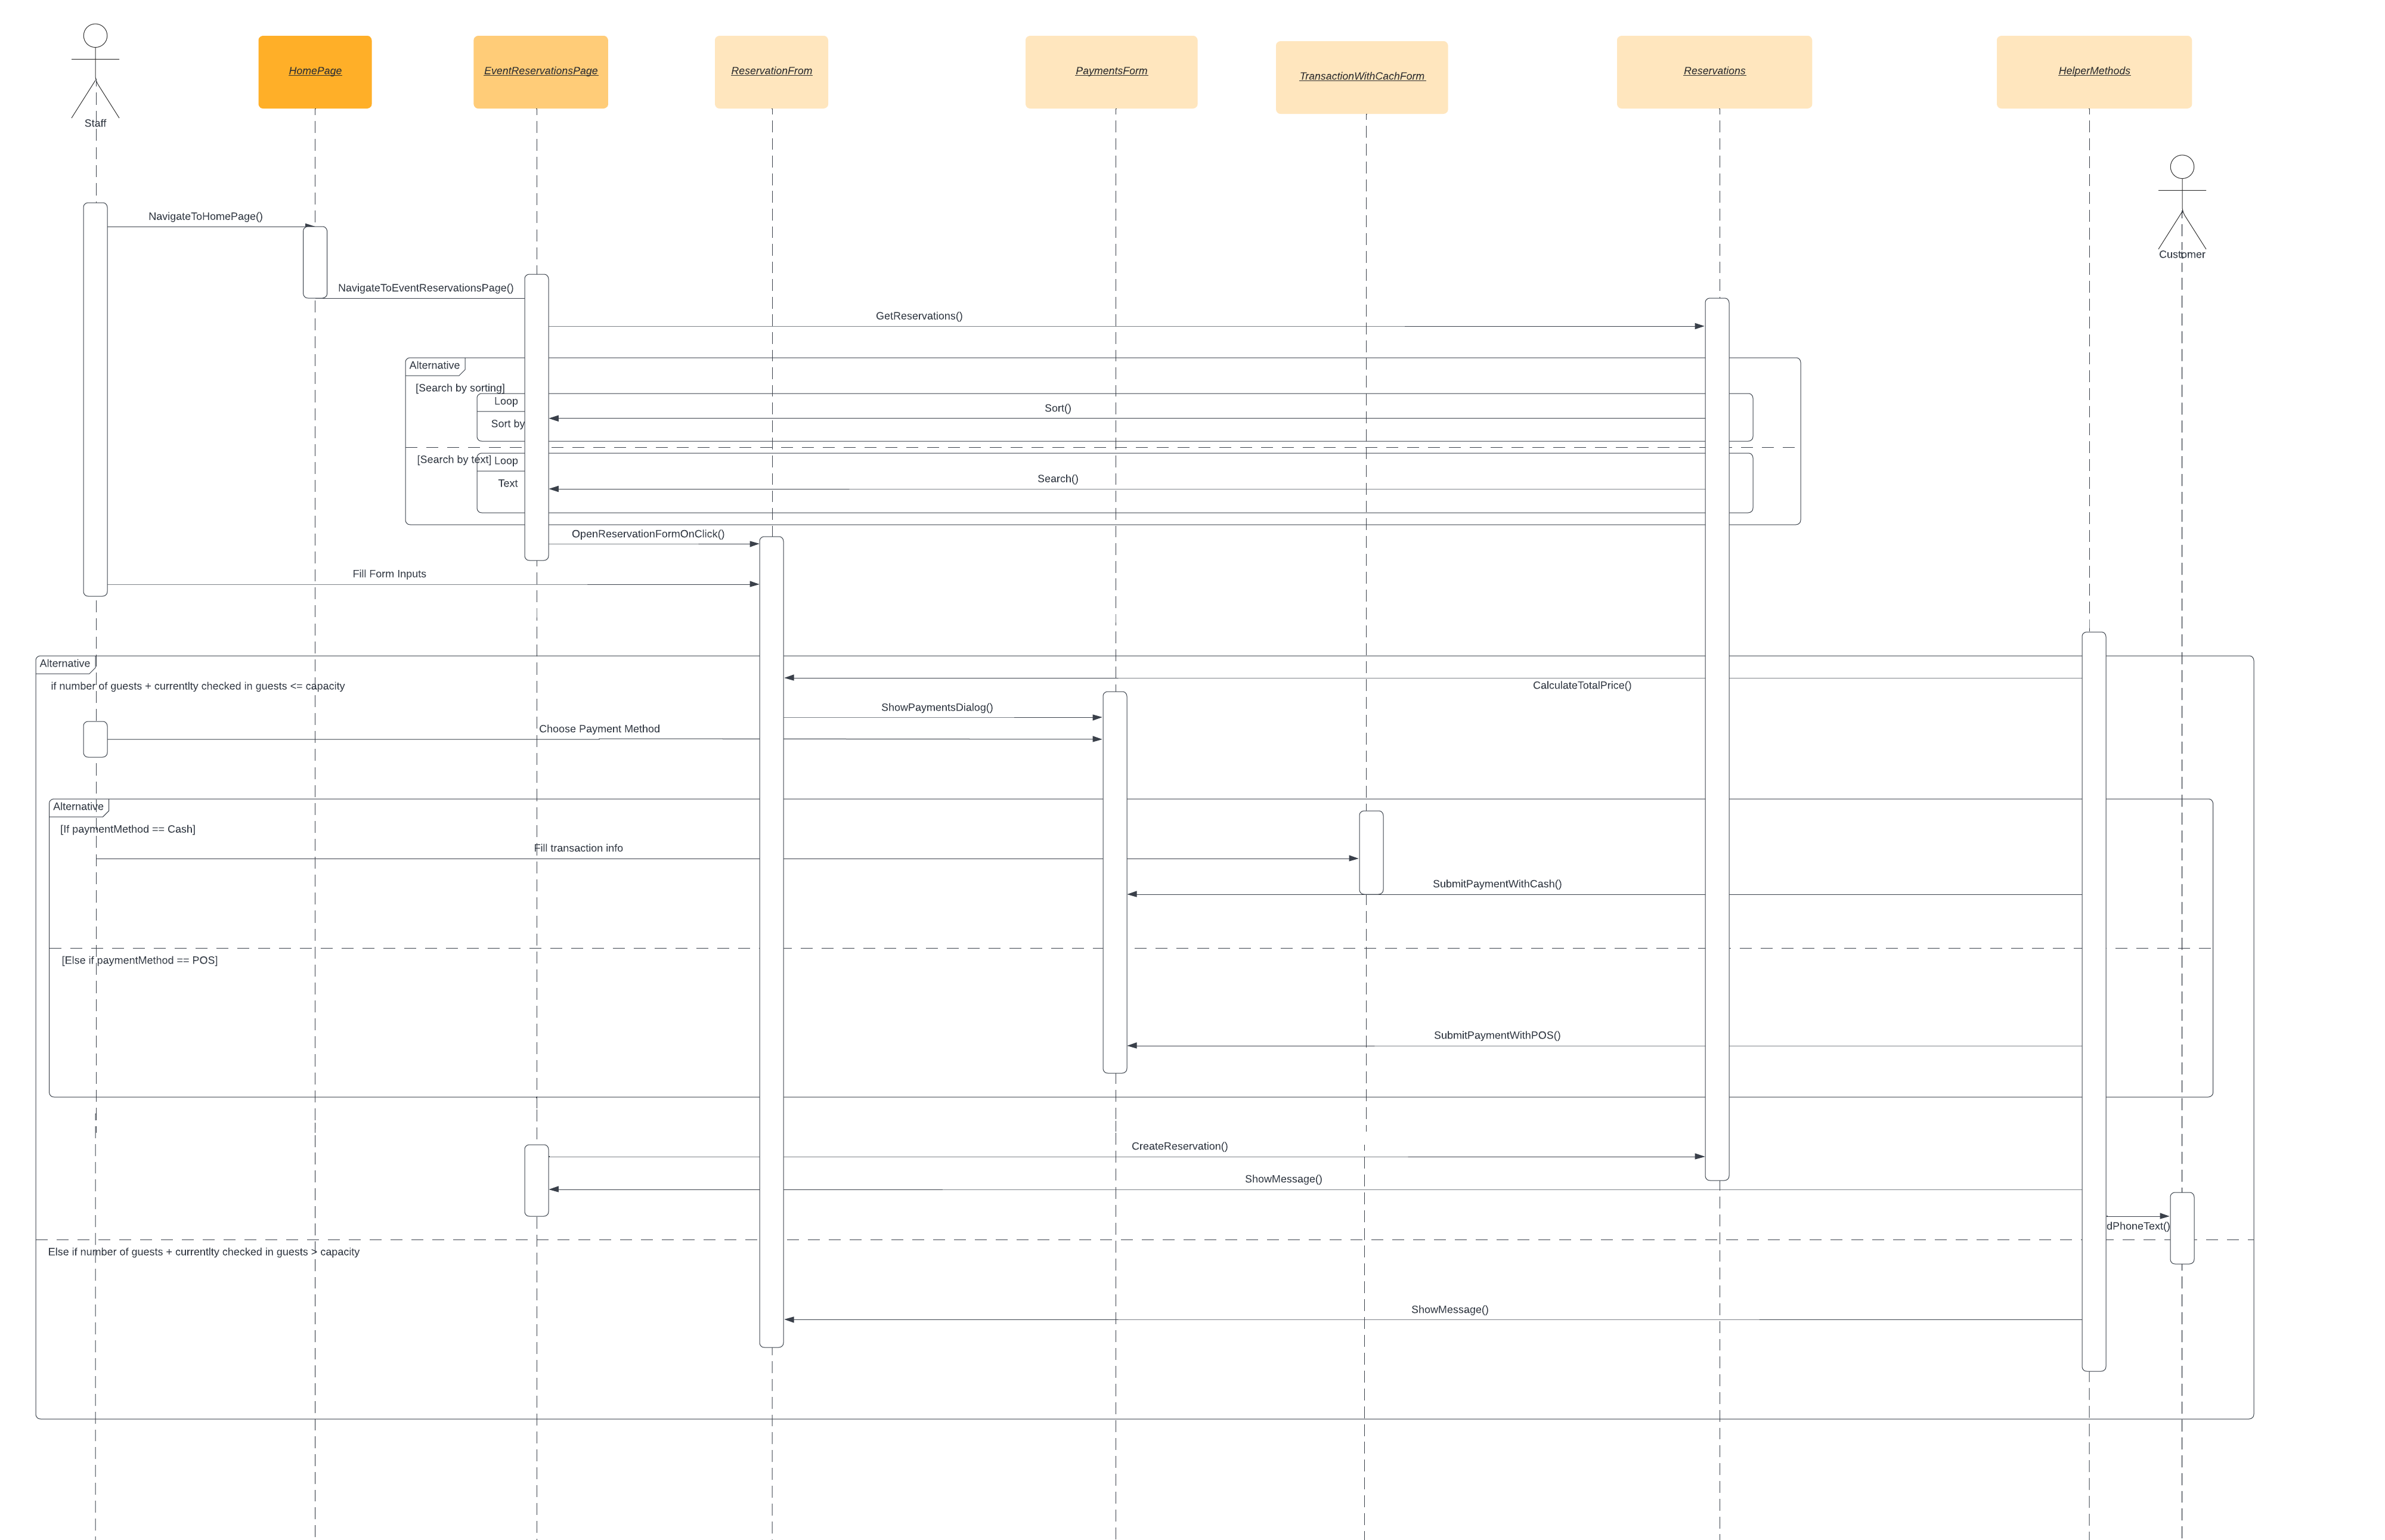 HomePage
EventReservationsPage
ReservationFrom
PaymentsForm
TransactionWithCachForm
Reservations
HelperMethods
Staff
Customer
NavigateToHomePage()
NavigateToEventReservationsPage()
GetReservations()
Alternative
[Search by sorting]
Loop
Sort()
Sort by
[Search by text]
Loop
Search()
Text
OpenReservationFormOnClick()
Fill Form Inputs
Alternative
if number of guests + currentlty checked in guests <= capacity
CalculateTotalPrice()
ShowPaymentsDialog()
Choose Payment Method
Alternative
[If paymentMethod == Cash]
Fill transaction info
SubmitPaymentWithCash()
[Else if paymentMethod == POS]
SubmitPaymentWithPOS()
CreateReservation()
ShowMessage()
dPhoneText()
Else if number of guests + currentlty checked in guests > capacity
ShowMessage()